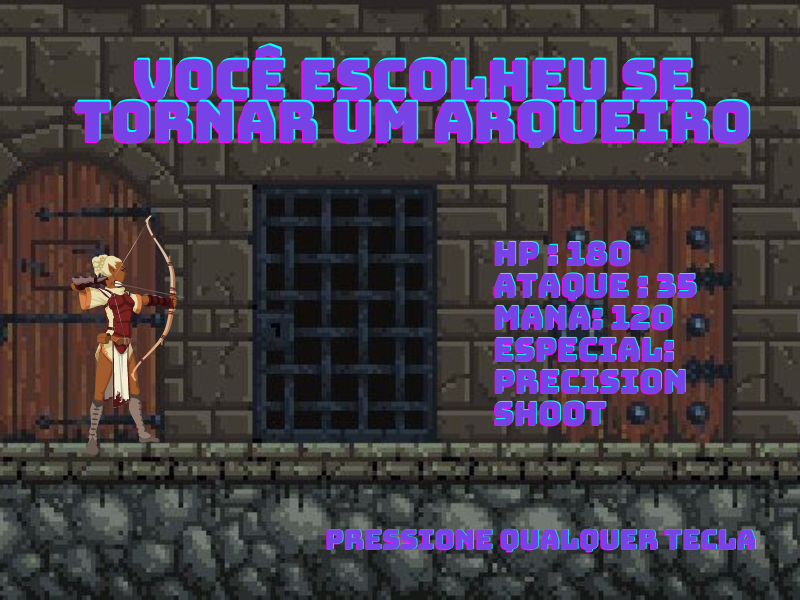 VOCÊ ESCOLHEU SE
TORNAR UM ARQUEIRO
HP : 180
ATAQUE : 35
MANA: 120
ESPECIAL:
PRECISION
SHOOT
PRESSIONE QUALQUER TECLA